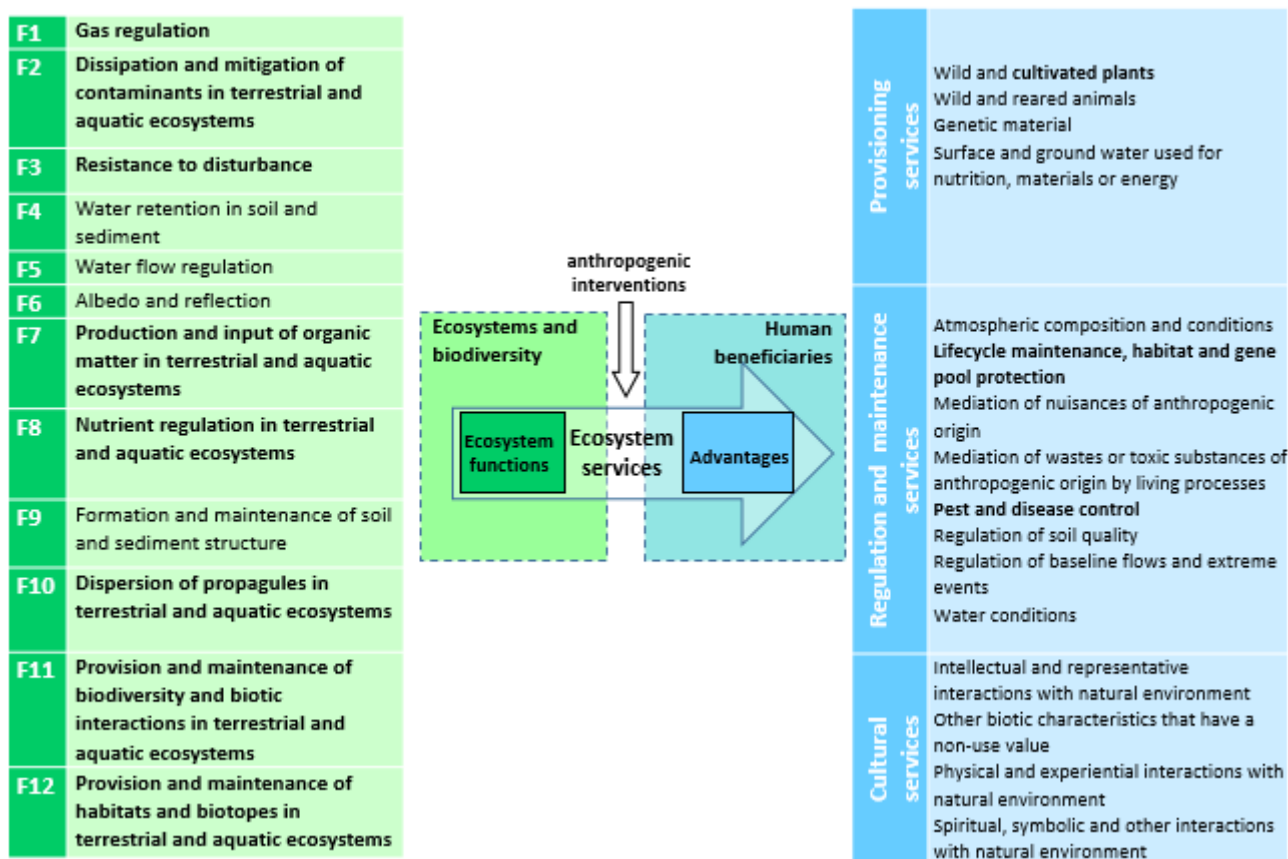 F1 Gas regulation
F2 Dissipation and mitigation of
contaminants in terrestrial and
aquatic ecosystems
F3 Resistance to disturbance
F4 Water retention in soil and
sediment
F5 Water flow regulation
F6 Albedo and reflection
F7 Production and input of organic
matter in terrestrial and aquatic
ecosystems
F8 Nutrient regulation in terrestrial
and aquatic ecosystems
F9 Formation and maintenance of soil
and sediment structure
F10 Dispersion of propagules in
terrestrial and aquatic ecosystems
F11 Provision and maintenance of
biodiversity and biotic
interactions in terrestrial and
aquatic ecosystems
F12 Provision and maintenance of
habitats and biotopes in
terrestrial and aquatic ecosystems
anthropogenic
interventions
Ecosystems and
biodiversity
Human
beneficiaries
Ecosystem
functions
Ecosystem
services
Advantages
Provisioning
services
Wild and cultivated plants
Wild and reared animals
Genetic material
Surface and ground water used for
nutrition, materials or energy
Regulation and maintenance
services
Atmospheric composition and conditions
Lifecycle maintenance, habitat and gene
pool protection
Mediation of nuisances of anthropogenic
origin
Mediation of wastes or toxic substances of
anthropogenic origin by living processes
Pest and disease control
Regulation of soil quality
Regulation of baseline flows and extreme
events
Water conditions
Cultural
services
Intellectual and representative
interactions with natural environment
Other biotic characteristics that have a
non-use value
Physical and experiential interactions with
natural environment
Spiritual, symbolic and other interactions
with natural environment